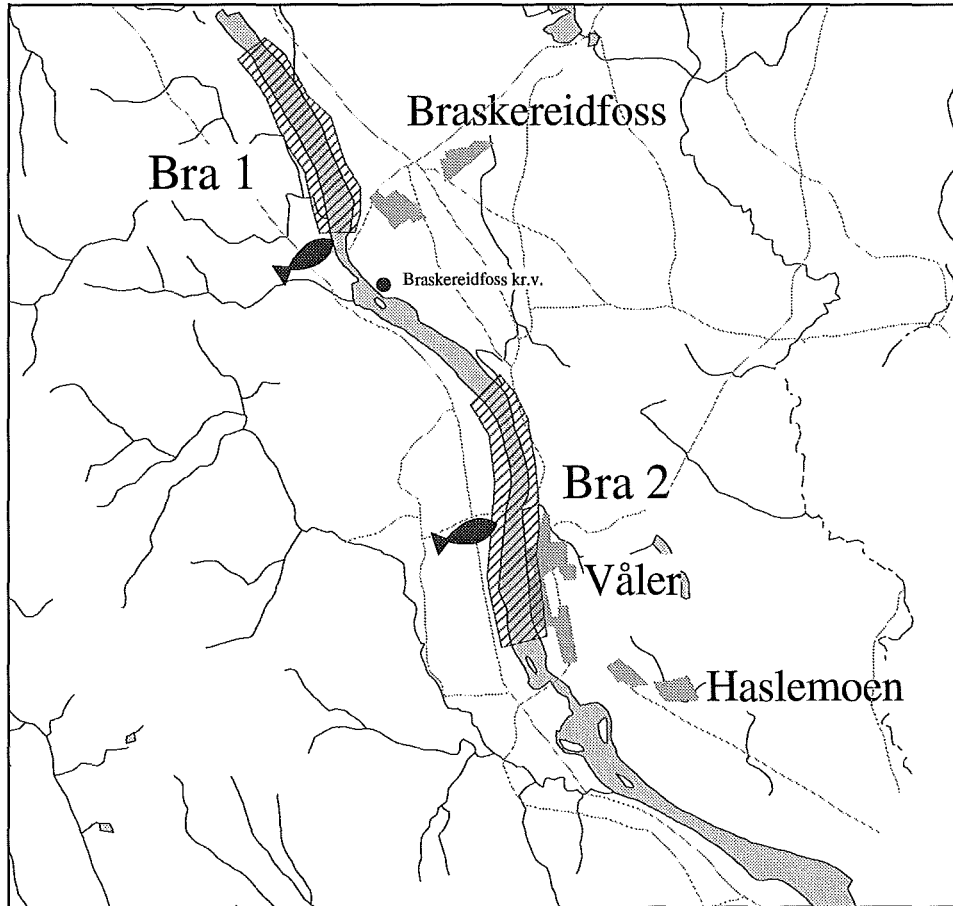 Braskereidfoss
Bra 1
Braskereidfoss kr.v.
Bra 2
Våler
Haslemoen